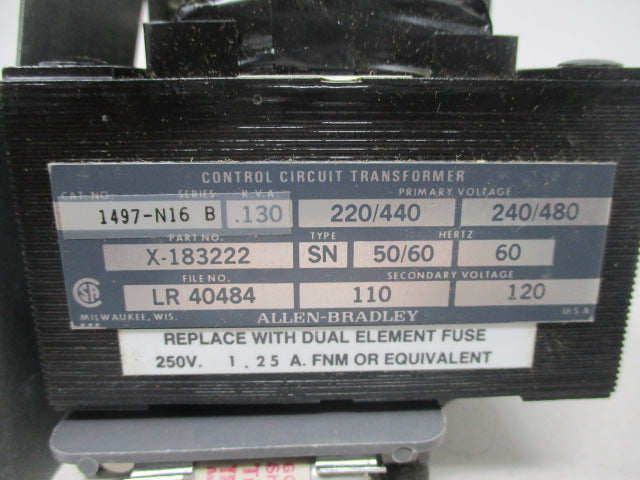 CONTROL CIRCUIT TRANSFORMER
CAT. NO. SERIES K.V.A. PRIMARY VOLTAGE
1497-N16 B .130 220/440 240/480
PART NO. TYPE HERTZ
X-183222 SN 50/60 60
FILE NO. SECONDARY VOLTAGE
LR 40484 110 120
MILWAUKEE, WIS. ALLEN-BRADLEY U.S.A
REPLACE WITH DUAL ELEMENT FUSE
250V. 1.25 A. FNM OR EQUIVALENT